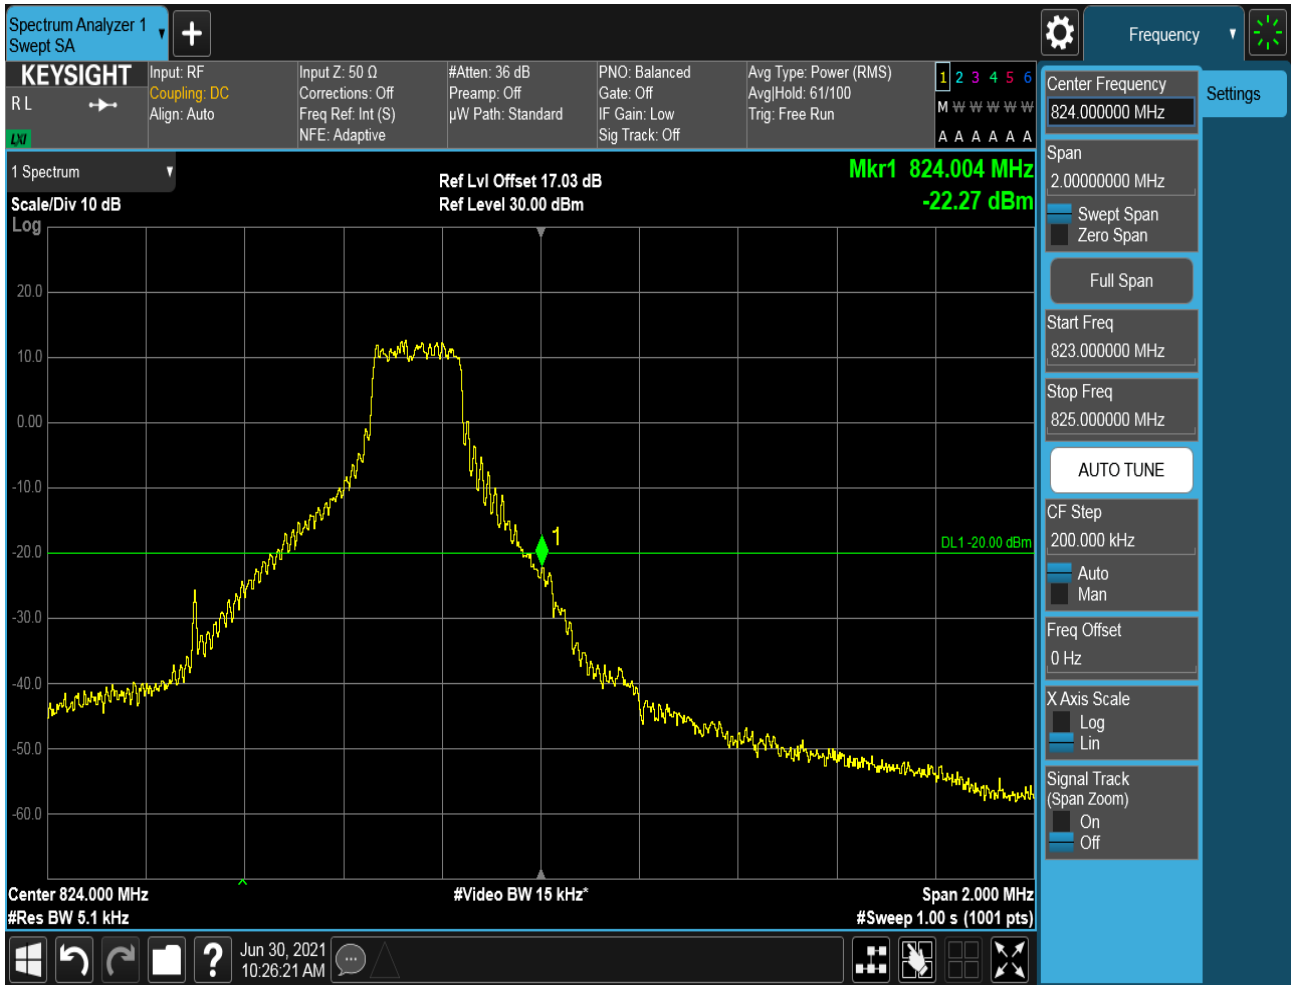 Spectrum Analyzer 1
Swept SA
Frequency
KEYSIGHT
R L
LXI
Input: RF
Coupling: DC
Align: Auto
Input Z: 50 Ω
Corrections: Off
Freq Ref: Int (S)
NFE: Adaptive
#Atten: 36 dB
Preamp: Off
µW Path: Standard
PNO: Balanced
Gate: Off
IF Gain: Low
Sig Track: Off
Avg Type: Power (RMS)
Avg|Hold: 61/100
Trig: Free Run
1 2 3 4 5 6
M W W W W W
A A A A A A
1 Spectrum
Scale/Div 10 dB
Log
Ref Lvl Offset 17.03 dB
Ref Level 30.00 dBm
Mkr1 824.004 MHz
-22.27 dBm
20.0
10.0
0.00
-10.0
-20.0
-30.0
-40.0
-50.0
-60.0
1
DL1 -20.00 dBm
Center 824.000 MHz
#Res BW 5.1 kHz
#Video BW 15 kHz*
Span 2.000 MHz
#Sweep 1.00 s (1001 pts)
Jun 30, 2021
10:26:21 AM
?
Center Frequency
824.000000 MHz
Settings
Span
2.00000000 MHz
Swept Span
Zero Span
Full Span
Start Freq
823.000000 MHz
Stop Freq
825.000000 MHz
AUTO TUNE
CF Step
200.000 kHz
Auto
Man
Freq Offset
0 Hz
X Axis Scale
Log
Lin
Signal Track
(Span Zoom)
On
Off